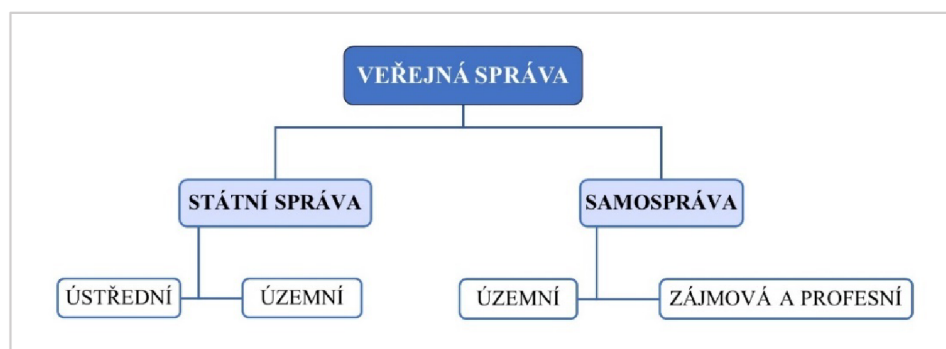 VEŘEJNÁ SPRÁVA
STÁTNÍ SPRÁVA
SAMOSPRÁVA
ÚSTŘEDNÍ
ÚZEMNÍ
ÚZEMNÍ
ZÁJMOVÁ A PROFESNÍ